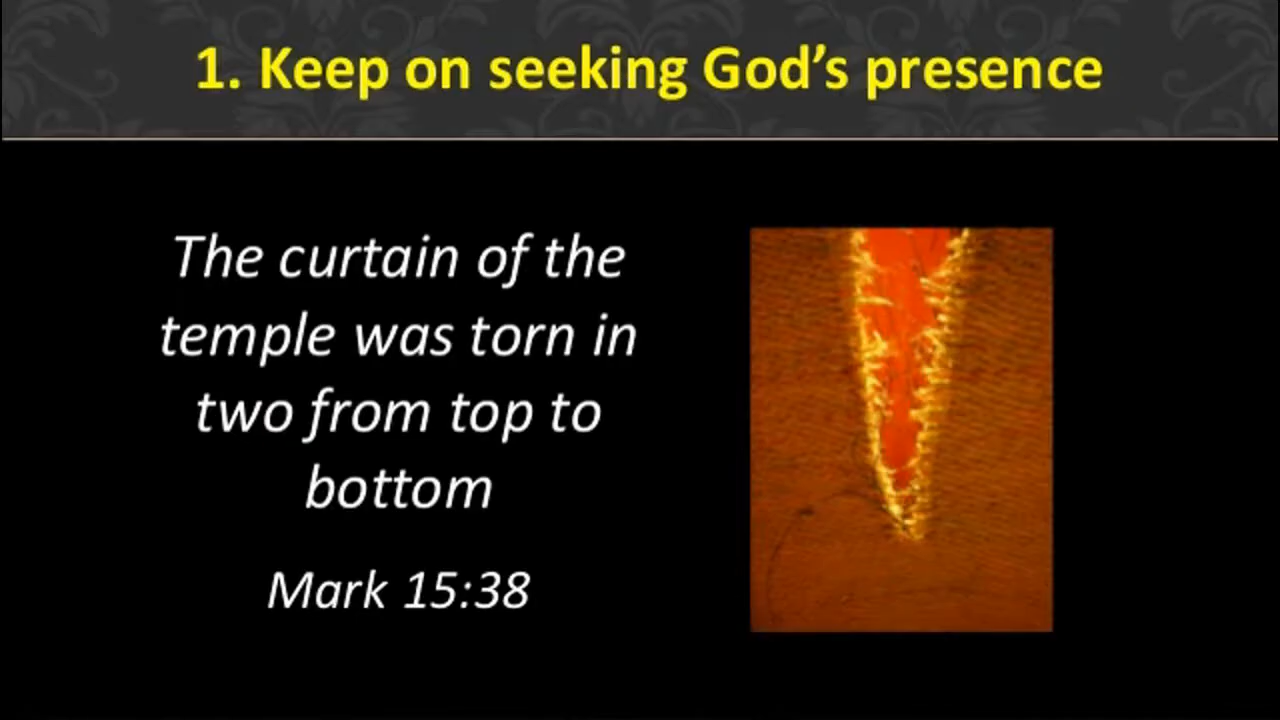 1. Keep on seeking God’s presence
The curtain of the
temple was torn in
two from top to
bottom
Mark 15:38